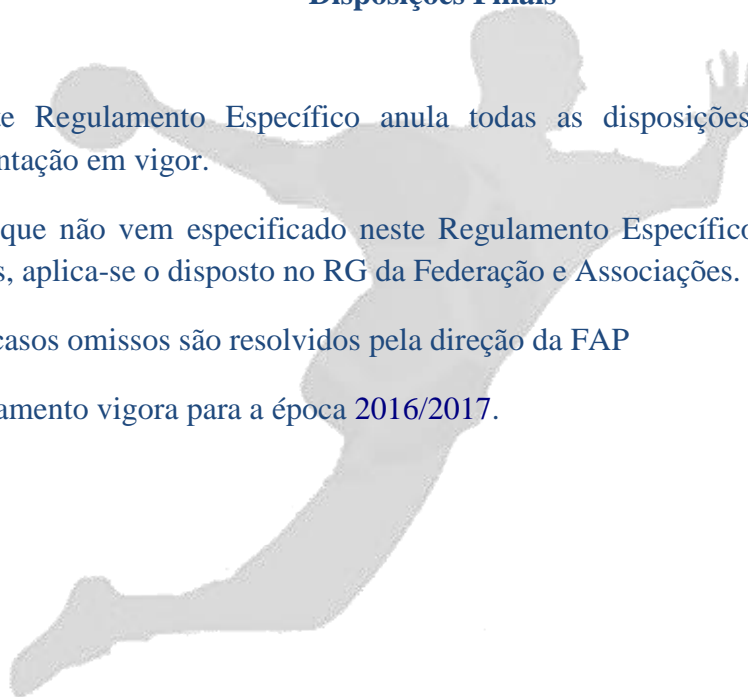 Disposições Finais
te Regulamento Específico anula todas as disposições
ntação em vigor.
que não vem especificado neste Regulamento Específico
s, aplica-se o disposto no RG da Federação e Associações.
casos omissos são resolvidos pela direção da FAP
amento vigora para a época 2016/2017.